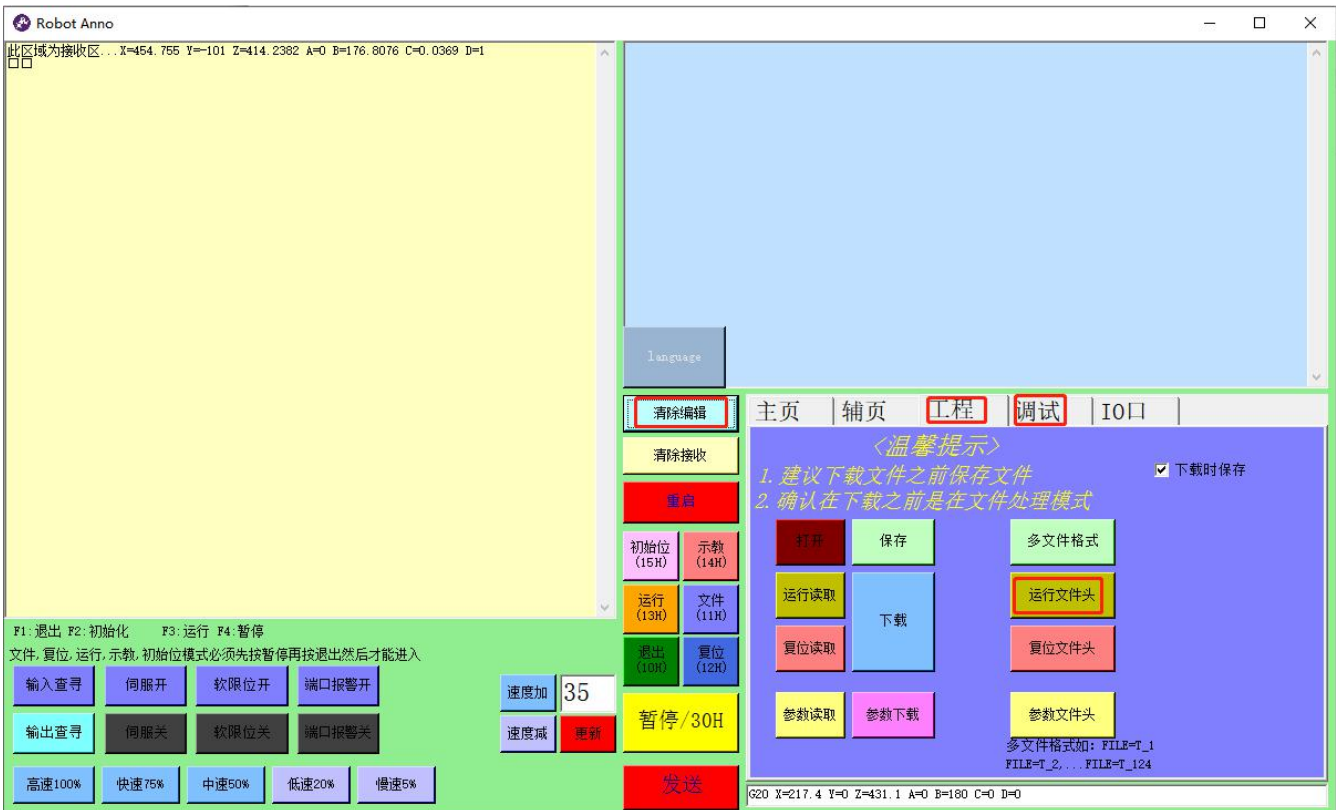 Robot Anno
此区域为接收区...X=454.755 Y=-101 Z=414.2382 A=0 B=176.8076 C=0.0369 D=1
language
清除编辑
清除接收
重启
初始位
(15H)
示教
(14H)
运行
(13H)
文件
(11H)
退出
(10H)
复位
(12H)
暂停/30H
发送
主页
辅页
工程
调试
IO口
<温馨提示>
1.建议下载文件之前保存文件
2.确认在下载之前是在文件处理模式
下载时保存
打开
保存
多文件格式
运行读取
下载
运行文件头
复位读取
复位文件头
参数读取
参数下载
参数文件头
多文件格式如: FILE=T_1
FILE=T_2,...FILE=T_124
G20 X=217.4 Y=0 Z=431.1 A=0 B=180 C=0 D=0
F1:退出 F2:初始化 F3:运行 F4:暂停
文件,复位,运行,示教,初始位模式必须先按暂停再按退出然后才能进入
输入查寻
伺服开
软限位开
端口报警开
速度加
35
输出查寻
伺服关
软限位关
端口报警关
速度减
更新
高速100%
快速75%
中速50%
低速20%
慢速5%